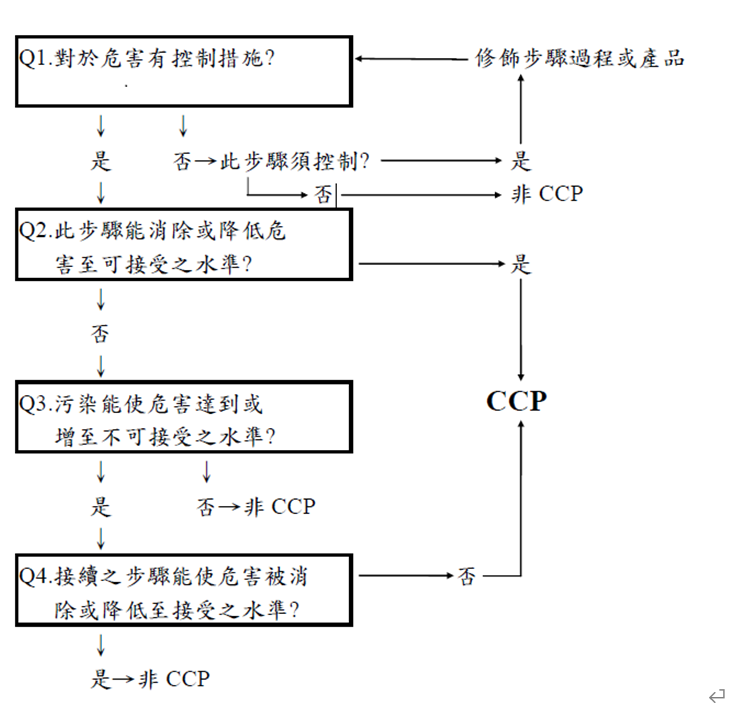 Q1.對於危害有控制措施?
修飾步驟過程或產品
↓ ↓
是 否→此步驟須控制? 是
↓ 否 非 CCP
Q2.此步驟能消除或降低危
害至可接受之水準?
是
↓
否
↓
CCP
Q3.污染能使危害達到或
增至不可接受之水準?
↓ ↓
是 否→非 CCP
↓
Q4.接續之步驟能使危害被消
除或降低至接受之水準?
否
↓
是→非 CCP